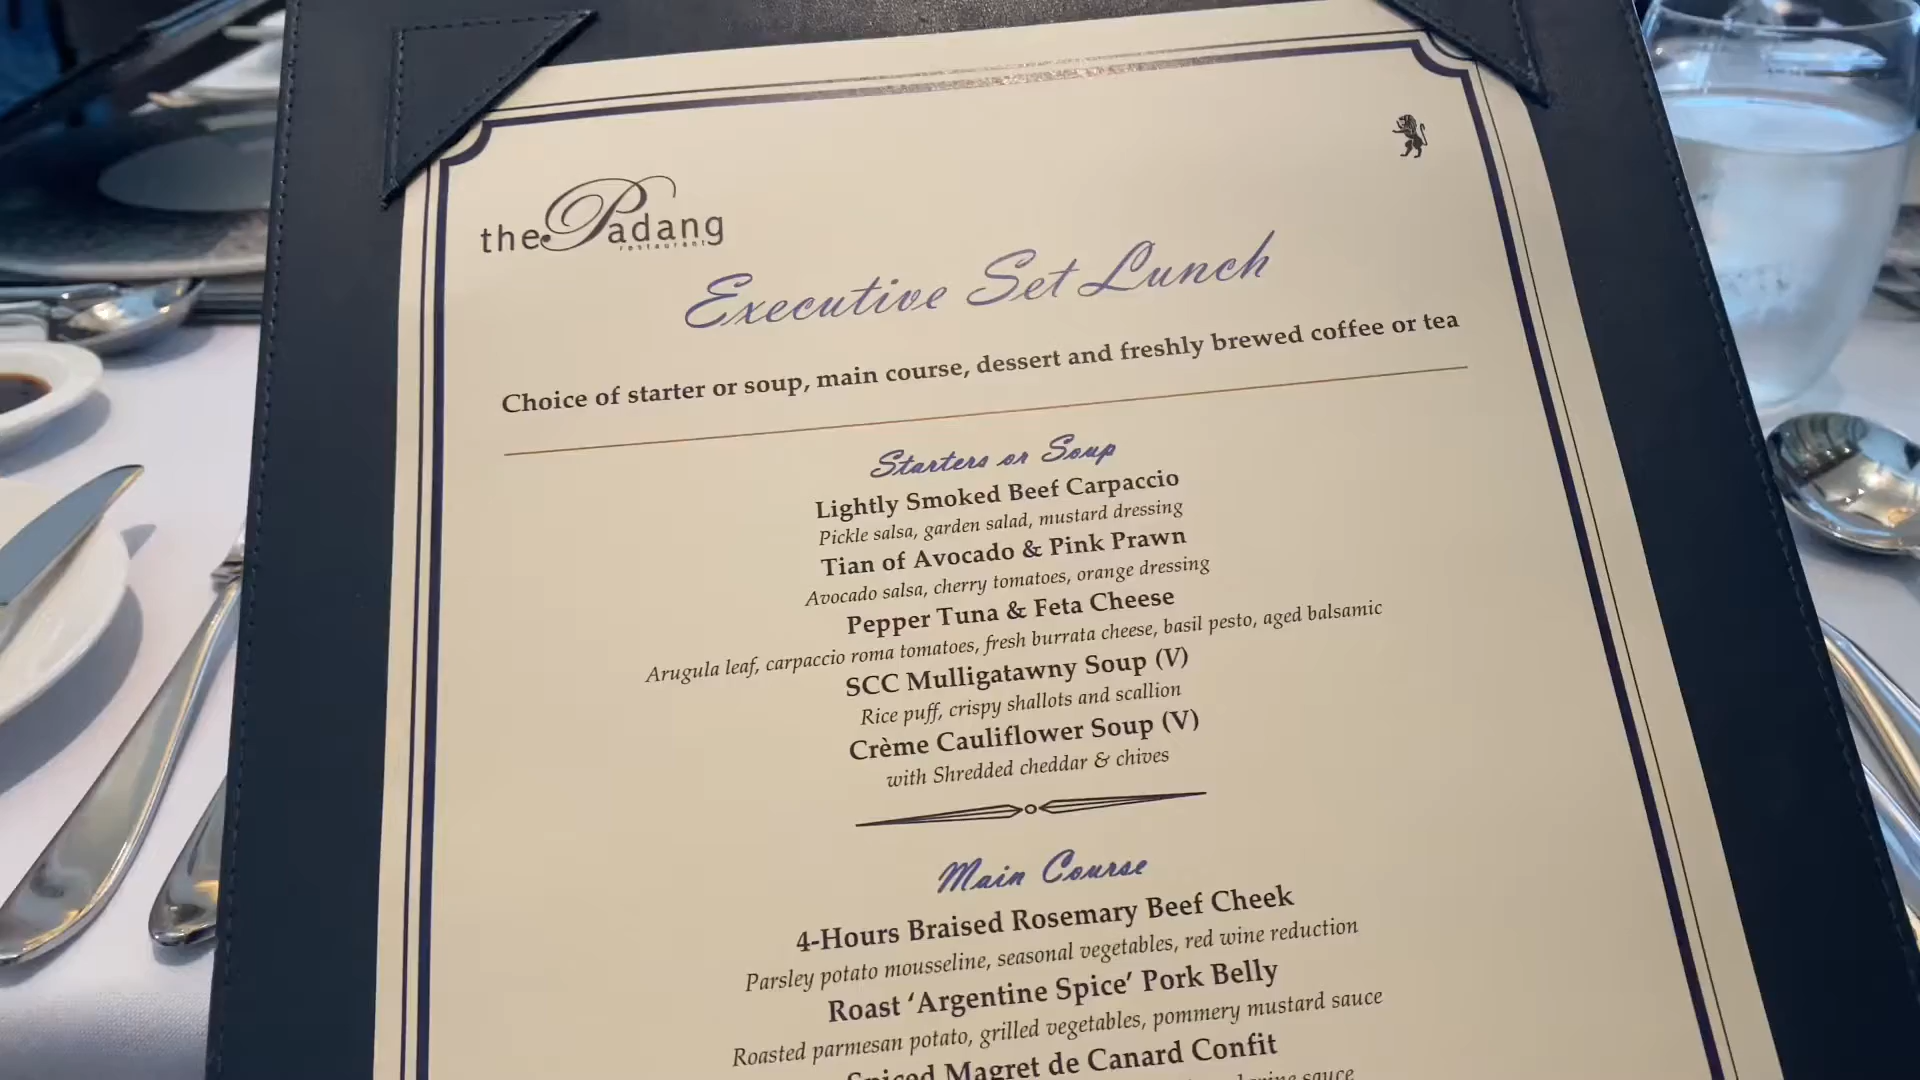 the Padang
restaurant
Executive Set Lunch
Choice of starter or soup, main course, dessert and freshly brewed coffee or tea
Starters or Soup
Lightly Smoked Beef Carpaccio
Pickle salsa, garden salad, mustard dressing
Tian of Avocado & Pink Prawn
Avocado salsa, cherry tomatoes, orange dressing
Pepper Tuna & Feta Cheese
Arugula leaf, carpaccio roma tomatoes, fresh burrata cheese, basil pesto, aged balsamic
SCC Mulligatawny Soup (V)
Rice puff, crispy shallots and scallion
Crème Cauliflower Soup (V)
with Shredded cheddar & chives
Main Course
4-Hours Braised Rosemary Beef Cheek
Parsley potato mousseline, seasonal vegetables, red wine reduction
Roast ‘Argentine Spice’ Pork Belly
Roasted parmesan potato, grilled vegetables, pommery mustard sauce
Spiced Magret de Canard Confit
sauce